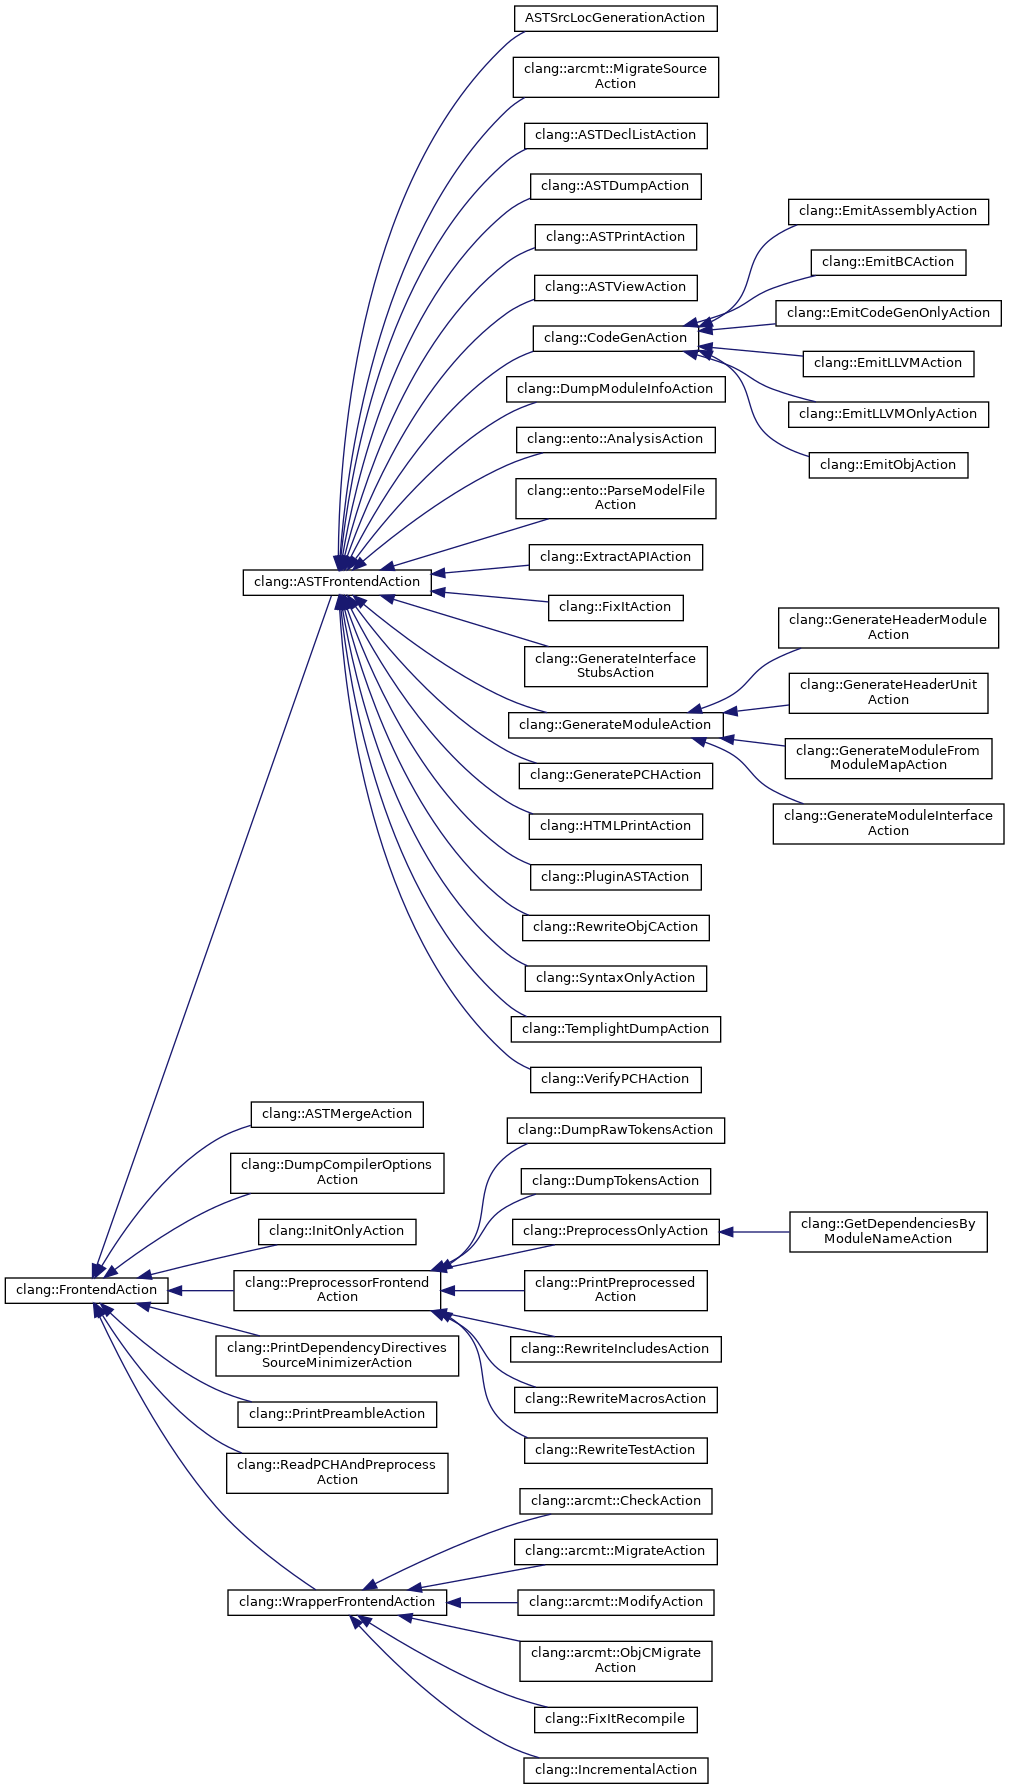 ASTSrcLocGenerationAction
clang::arcmt::MigrateSource
Action
clang::ASTDeclListAction
clang::ASTDumpAction
clang::ASTPrintAction
clang::ASTViewAction
clang::CodeGenAction
clang::EmitAssemblyAction
clang::EmitBCAction
clang::EmitCodeGenOnlyAction
clang::EmitLLVMAction
clang::EmitLLVMOnlyAction
clang::EmitObjAction
clang::DumpModuleInfoAction
clang::ento::AnalysisAction
clang::ento::ParseModelFile
Action
clang::ExtractAPIAction
clang::ASTFrontendAction
clang::FixItAction
clang::GenerateInterface
StubsAction
clang::GenerateModuleAction
clang::GenerateHeaderModule
Action
clang::GenerateHeaderUnit
Action
clang::GenerateModuleFrom
ModuleMapAction
clang::GenerateModuleInterface
Action
clang::GeneratePCHAction
clang::HTMLPrintAction
clang::PluginASTAction
clang::RewriteObjCAction
clang::SyntaxOnlyAction
clang::TemplightDumpAction
clang::VerifyPCHAction
clang::ASTMergeAction
clang::DumpCompilerOptions
Action
clang::InitOnlyAction
clang::FrontendAction
clang::PreprocessorFrontend
Action
clang::DumpRawTokensAction
clang::DumpTokensAction
clang::PreprocessOnlyAction
clang::GetDependenciesBy
ModuleNameAction
clang::PrintPreprocessed
Action
clang::RewriteIncludesAction
clang::RewriteMacrosAction
clang::RewriteTestAction
clang::PrintDependencyDirectives
SourceMinimizerAction
clang::PrintPreambleAction
clang::ReadPCHAndPreprocess
Action
clang::WrapperFrontendAction
clang::arcmt::CheckAction
clang::arcmt::MigrateAction
clang::arcmt::ModifyAction
clang::arcmt::ObjCMigrate
Action
clang::FixItRecompile
clang::IncrementalAction